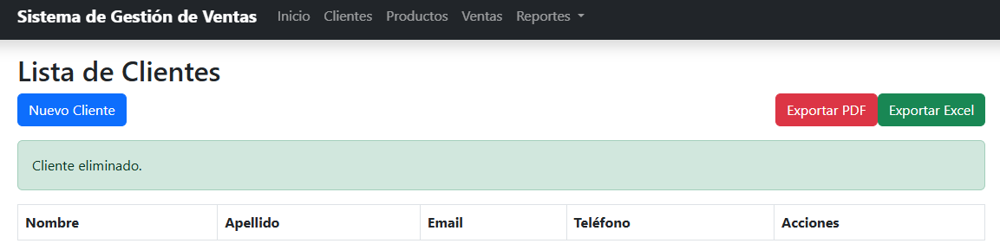 Sistema de Gestión de Ventas Inicio Clientes Productos Ventas Reportes
Lista de Clientes
Nuevo Cliente Exportar PDF Exportar Excel
Cliente eliminado.
Nombre Apellido Email Teléfono Acciones